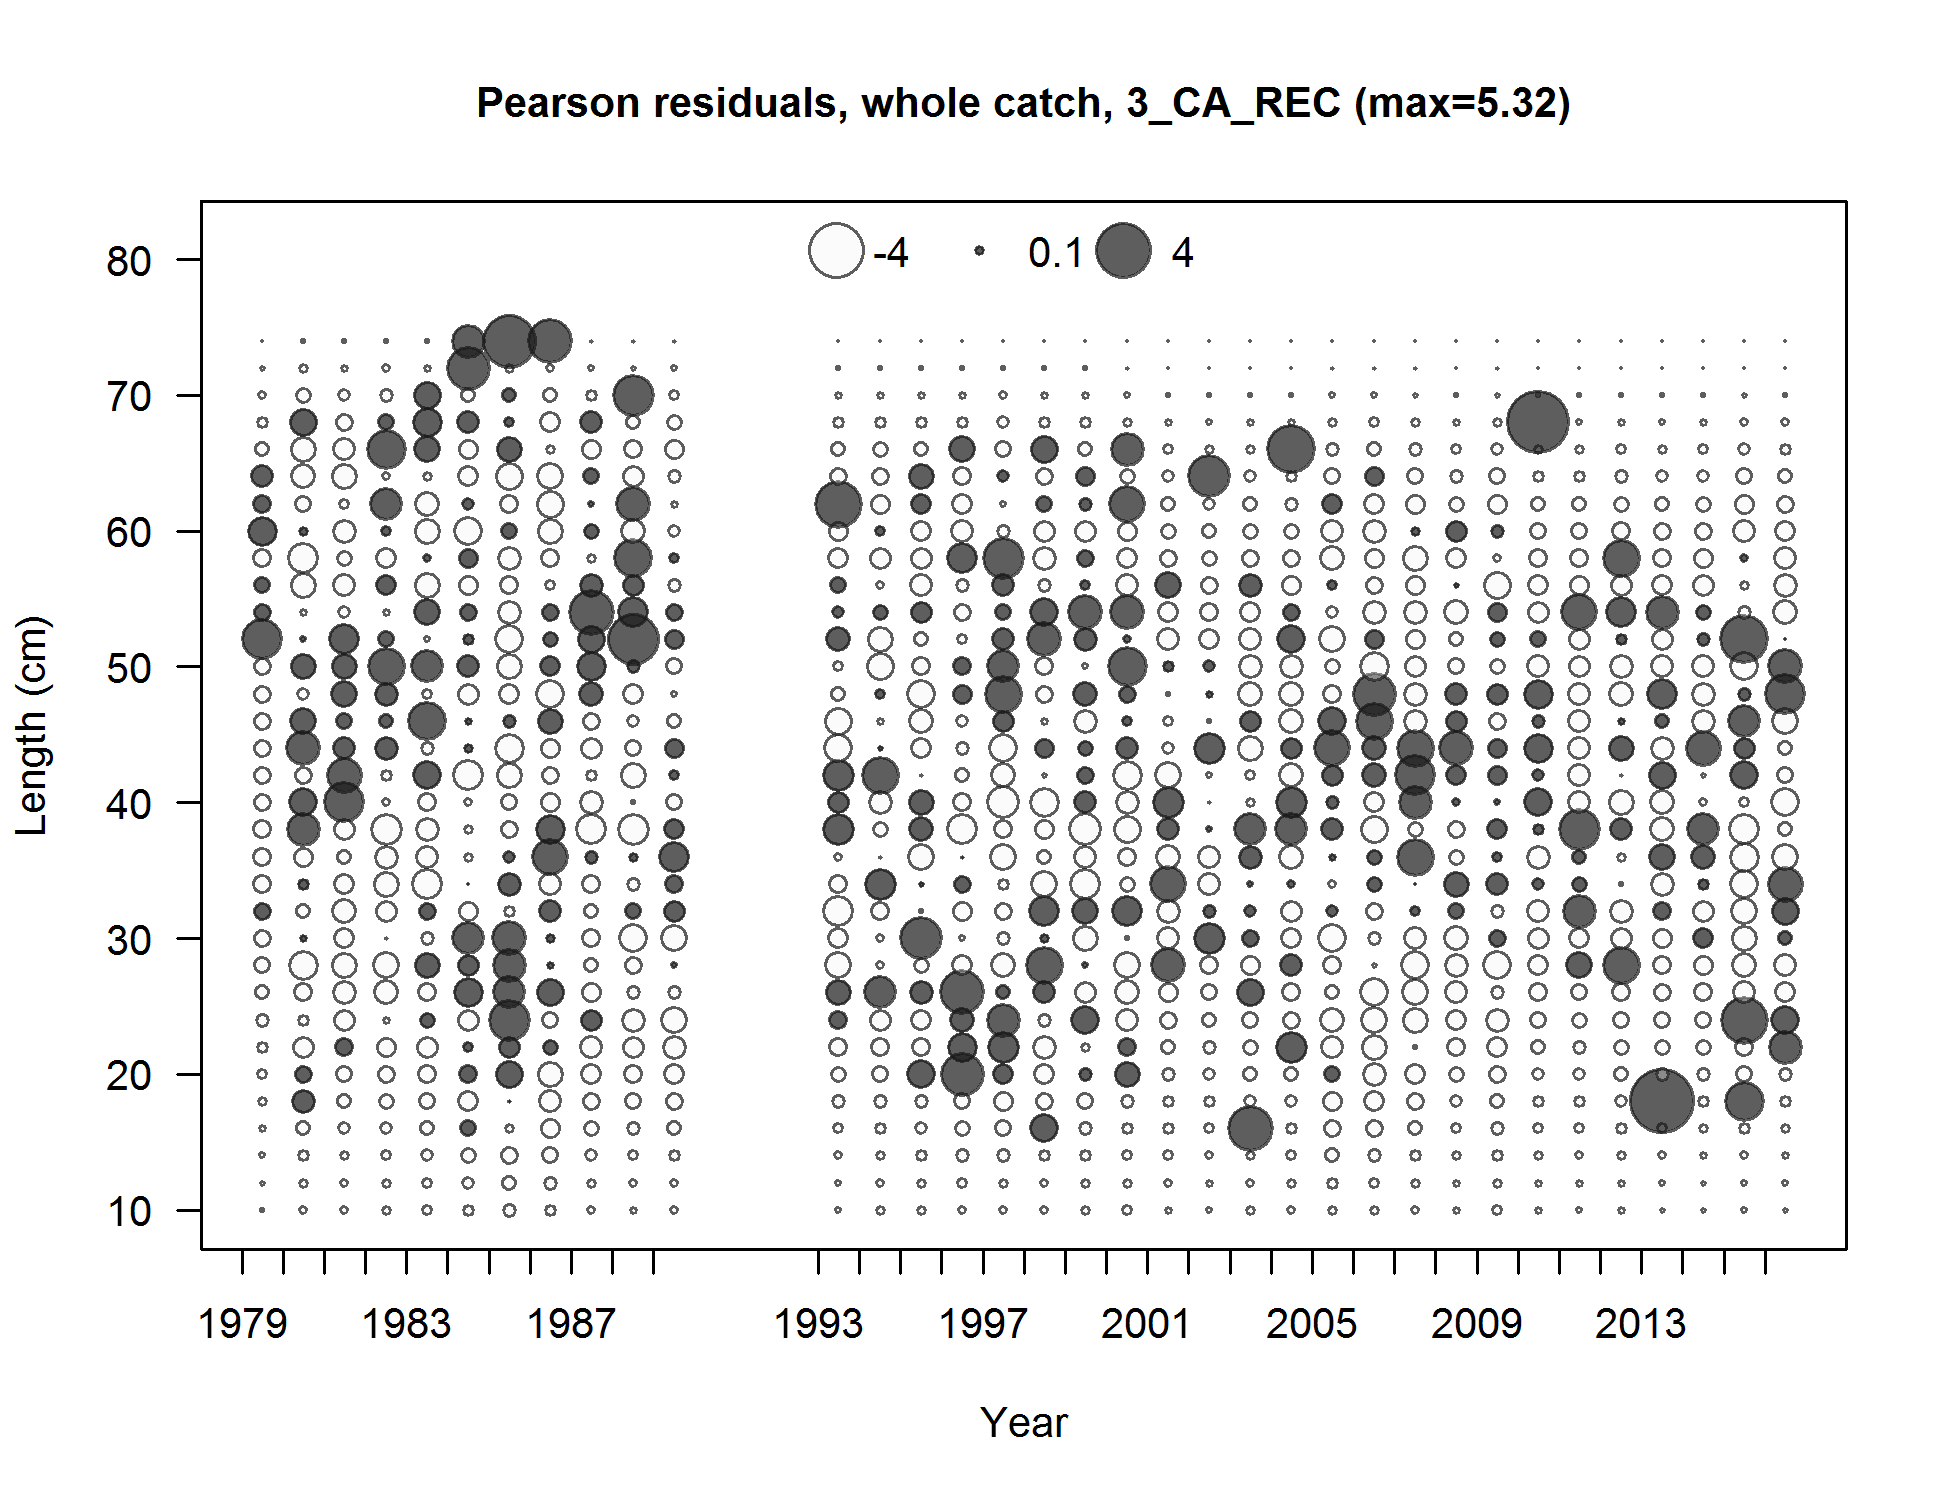 Pearson residuals, whole catch, 3_CA_REC (max=5.32)
-4 0.1 4
80
70
60
50
40
30
20
10
Length (cm)
1979 1983 1987 1993 1997 2001 2005 2009 2013
Year